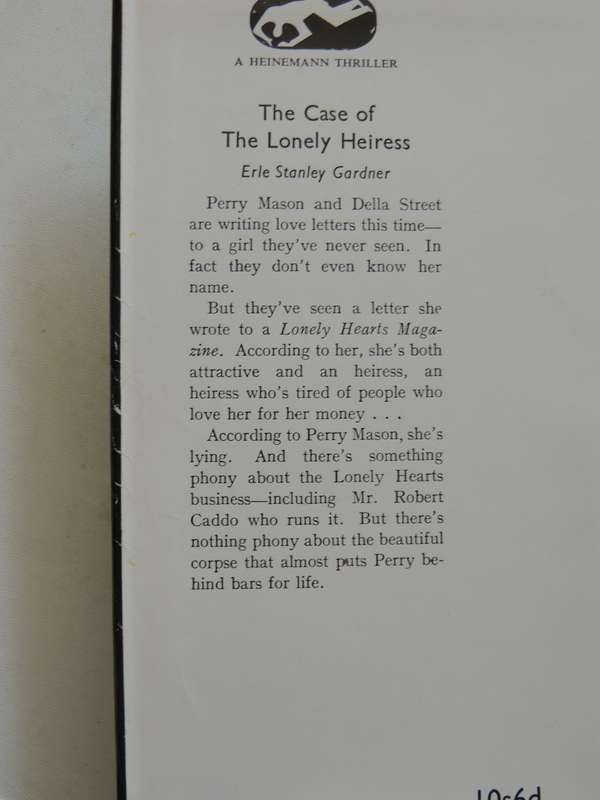 A HEINEMANN THRILLER
The Case of
The Lonely Heiress
Erle Stanley Gardner
Perry Mason and Della Street
are writing love letters this time—
to a girl they've never seen. In
fact they don't even know her
name.
But they've seen a letter she
wrote to a Lonely Hearts Maga-
zine. According to her, she's both
attractive and an heiress, an
heiress who's tired of people who
love her for her money . . .
According to Perry Mason, she's
lying. And there's something
phony about the Lonely Hearts
business—including Mr. Robert
Caddo who runs it. But there's
nothing phony about the beautiful
corpse that almost puts Perry be-
hind bars for life.
10s6d